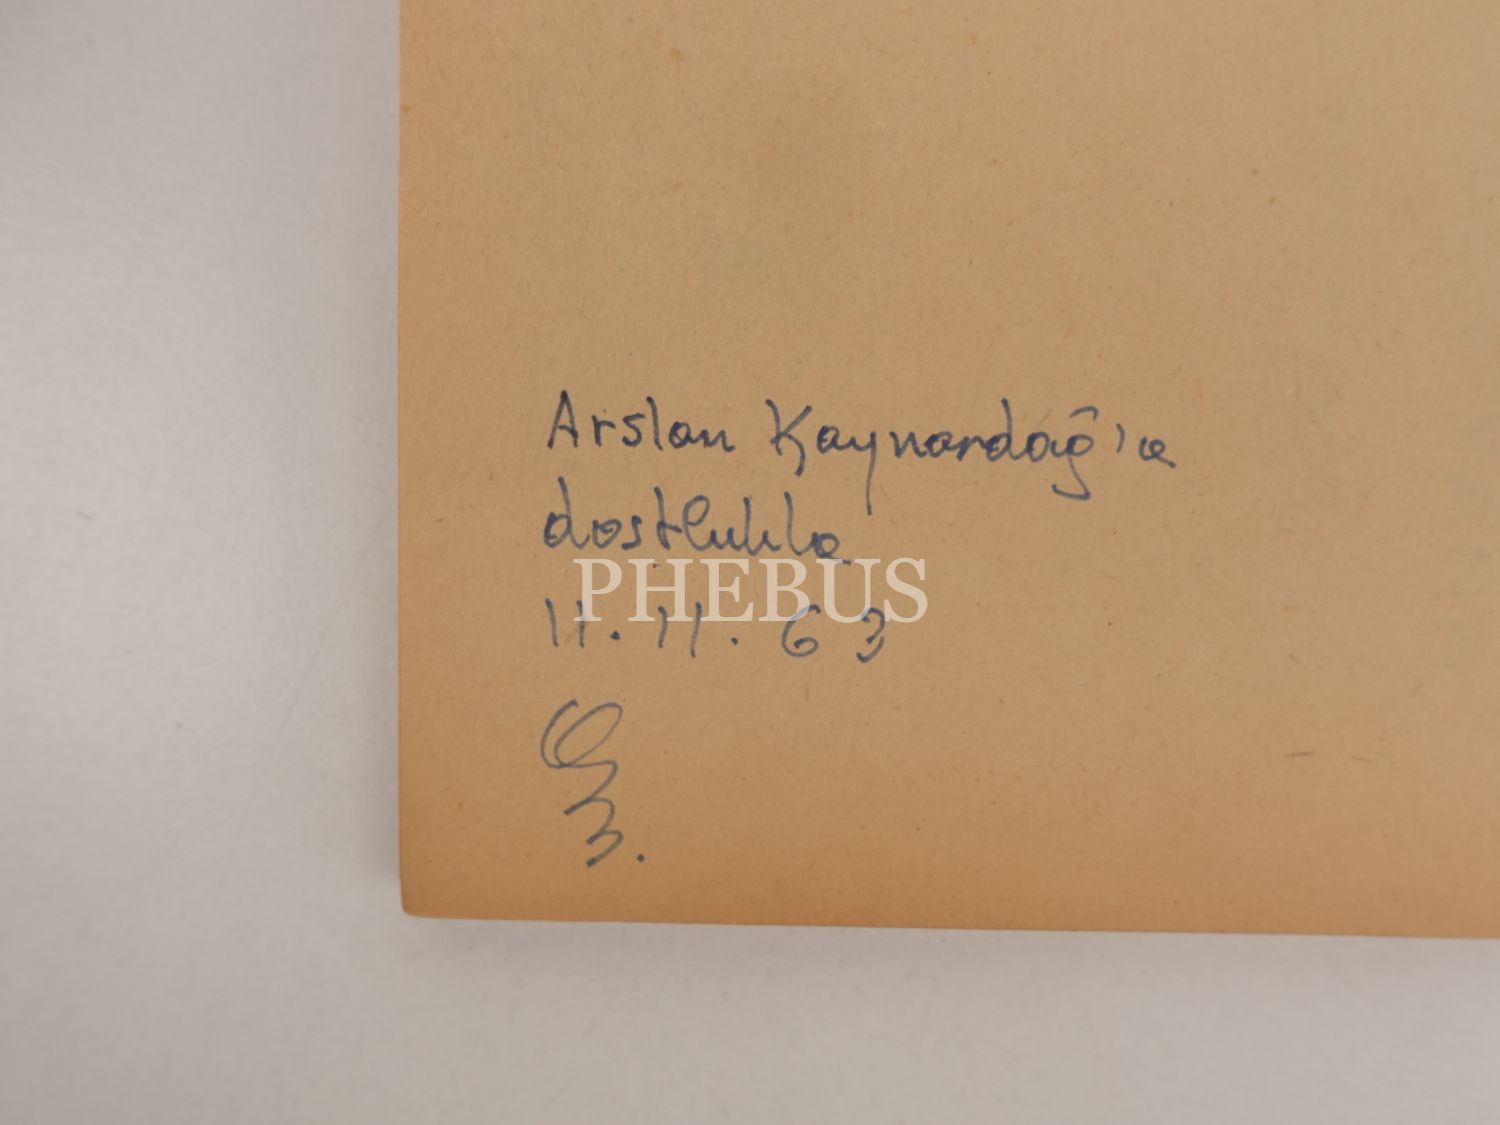 Arslan Kaynardağ'a
dostlukla
PHEBUS
11.11.63